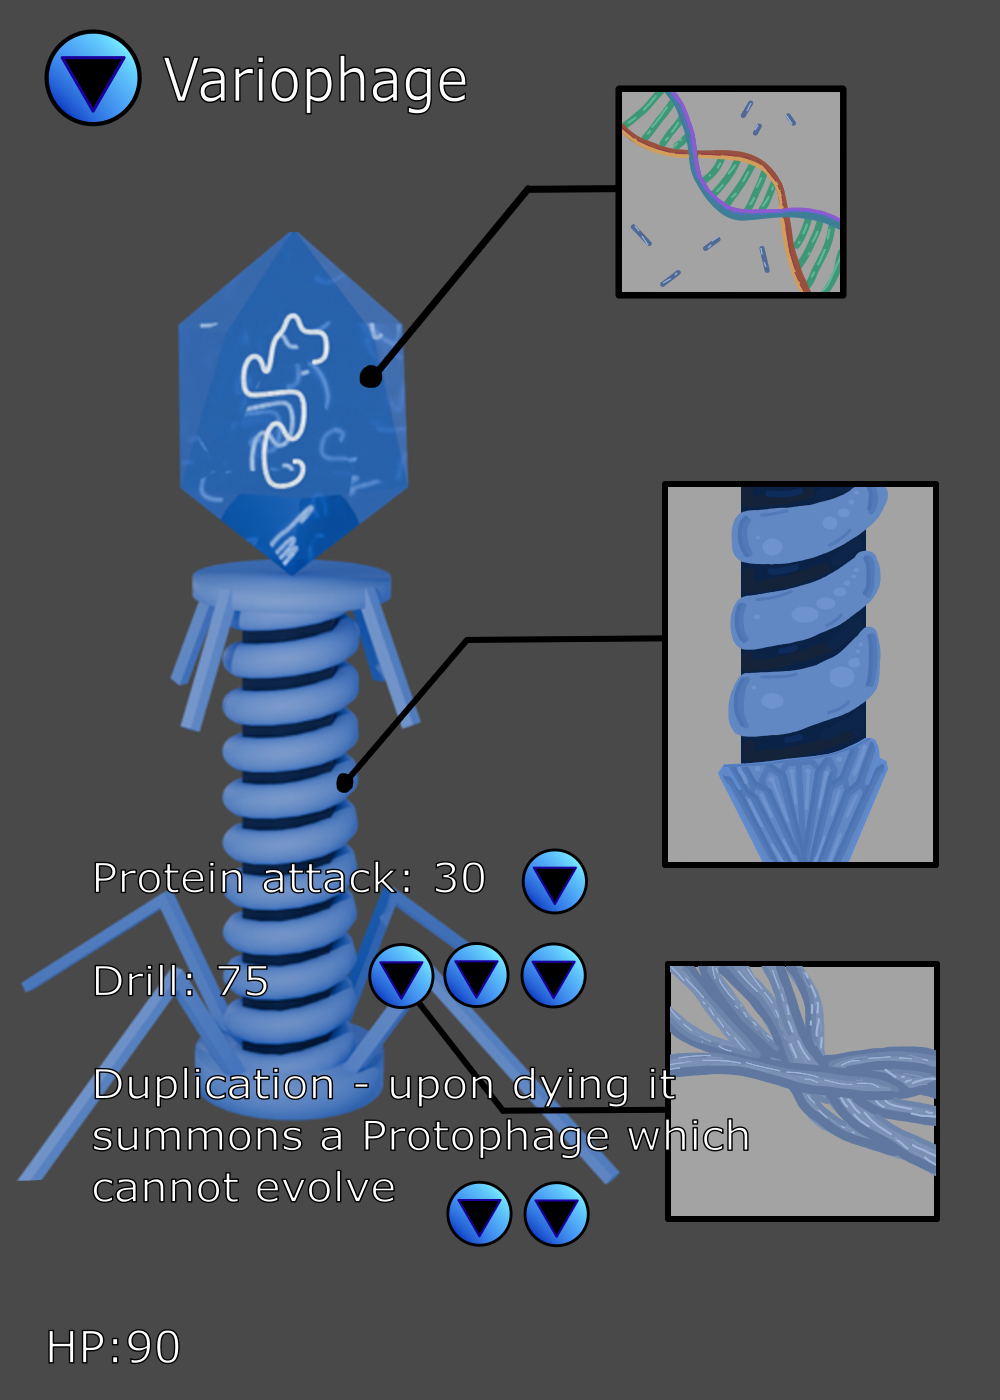 Variophage
Protein attack: 30
Drill: 75
Duplication - upon dying it
summons a Protophage which
cannot evolve
HP:90